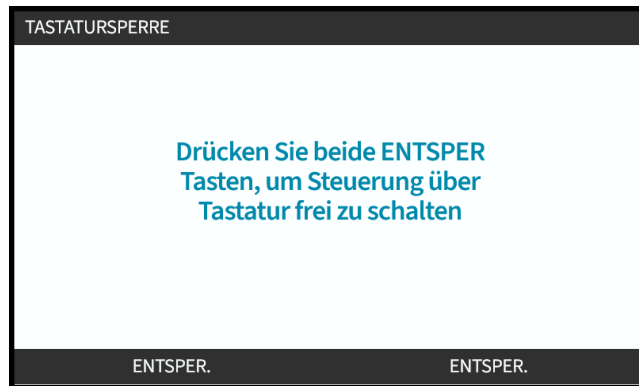 TASTATURSPERRE
Drücken Sie beide ENTSPER
Tasten, um Steuerung über
Tastatur frei zu schalten
ENTSPER. ENTSPER.